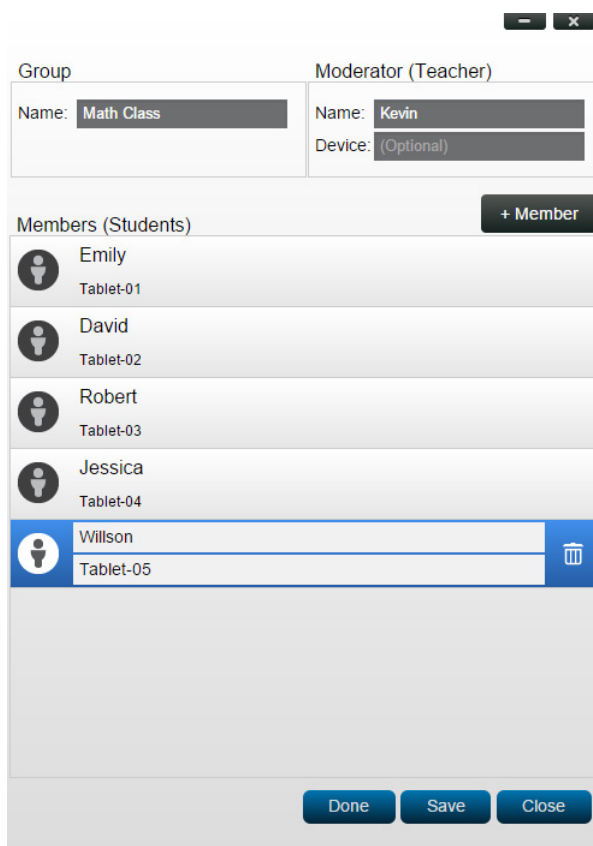 Group
Moderator (Teacher)
Name: Math Class
Name: Kevin
Device: (Optional)
Members (Students)
+ Member
Emily
Tablet-01
David
Tablet-02
Robert
Tablet-03
Jessica
Tablet-04
Willson
Tablet-05
Done
Save
Close